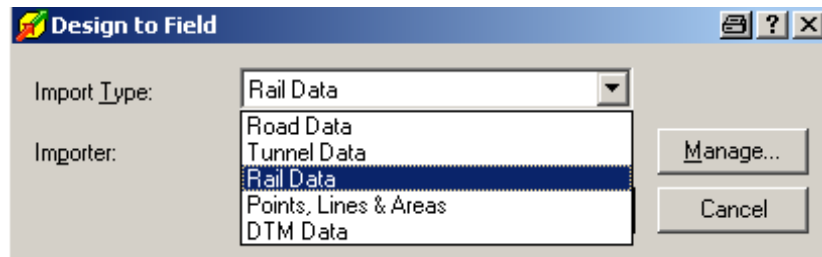 Design to Field
Import Type:
Rail Data
Road Data
Importer:
Tunnel Data
Manage...
Rail Data
Points, Lines & Areas
Cancel
DTM Data